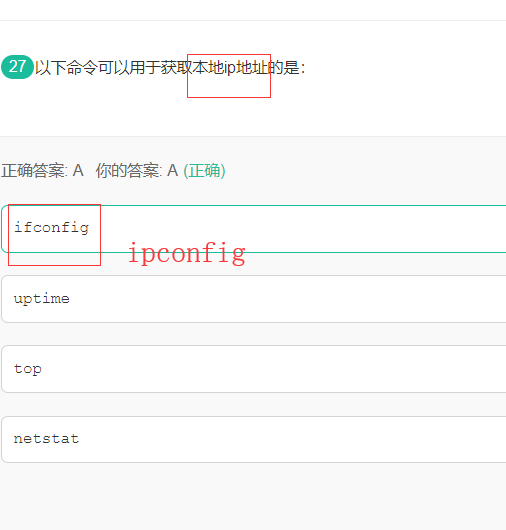 27 以下命令可以用于获取本地ip地址的是：
正确答案: A 你的答案: A (正确)
ifconfig
ipconfig
uptime
top
netstat